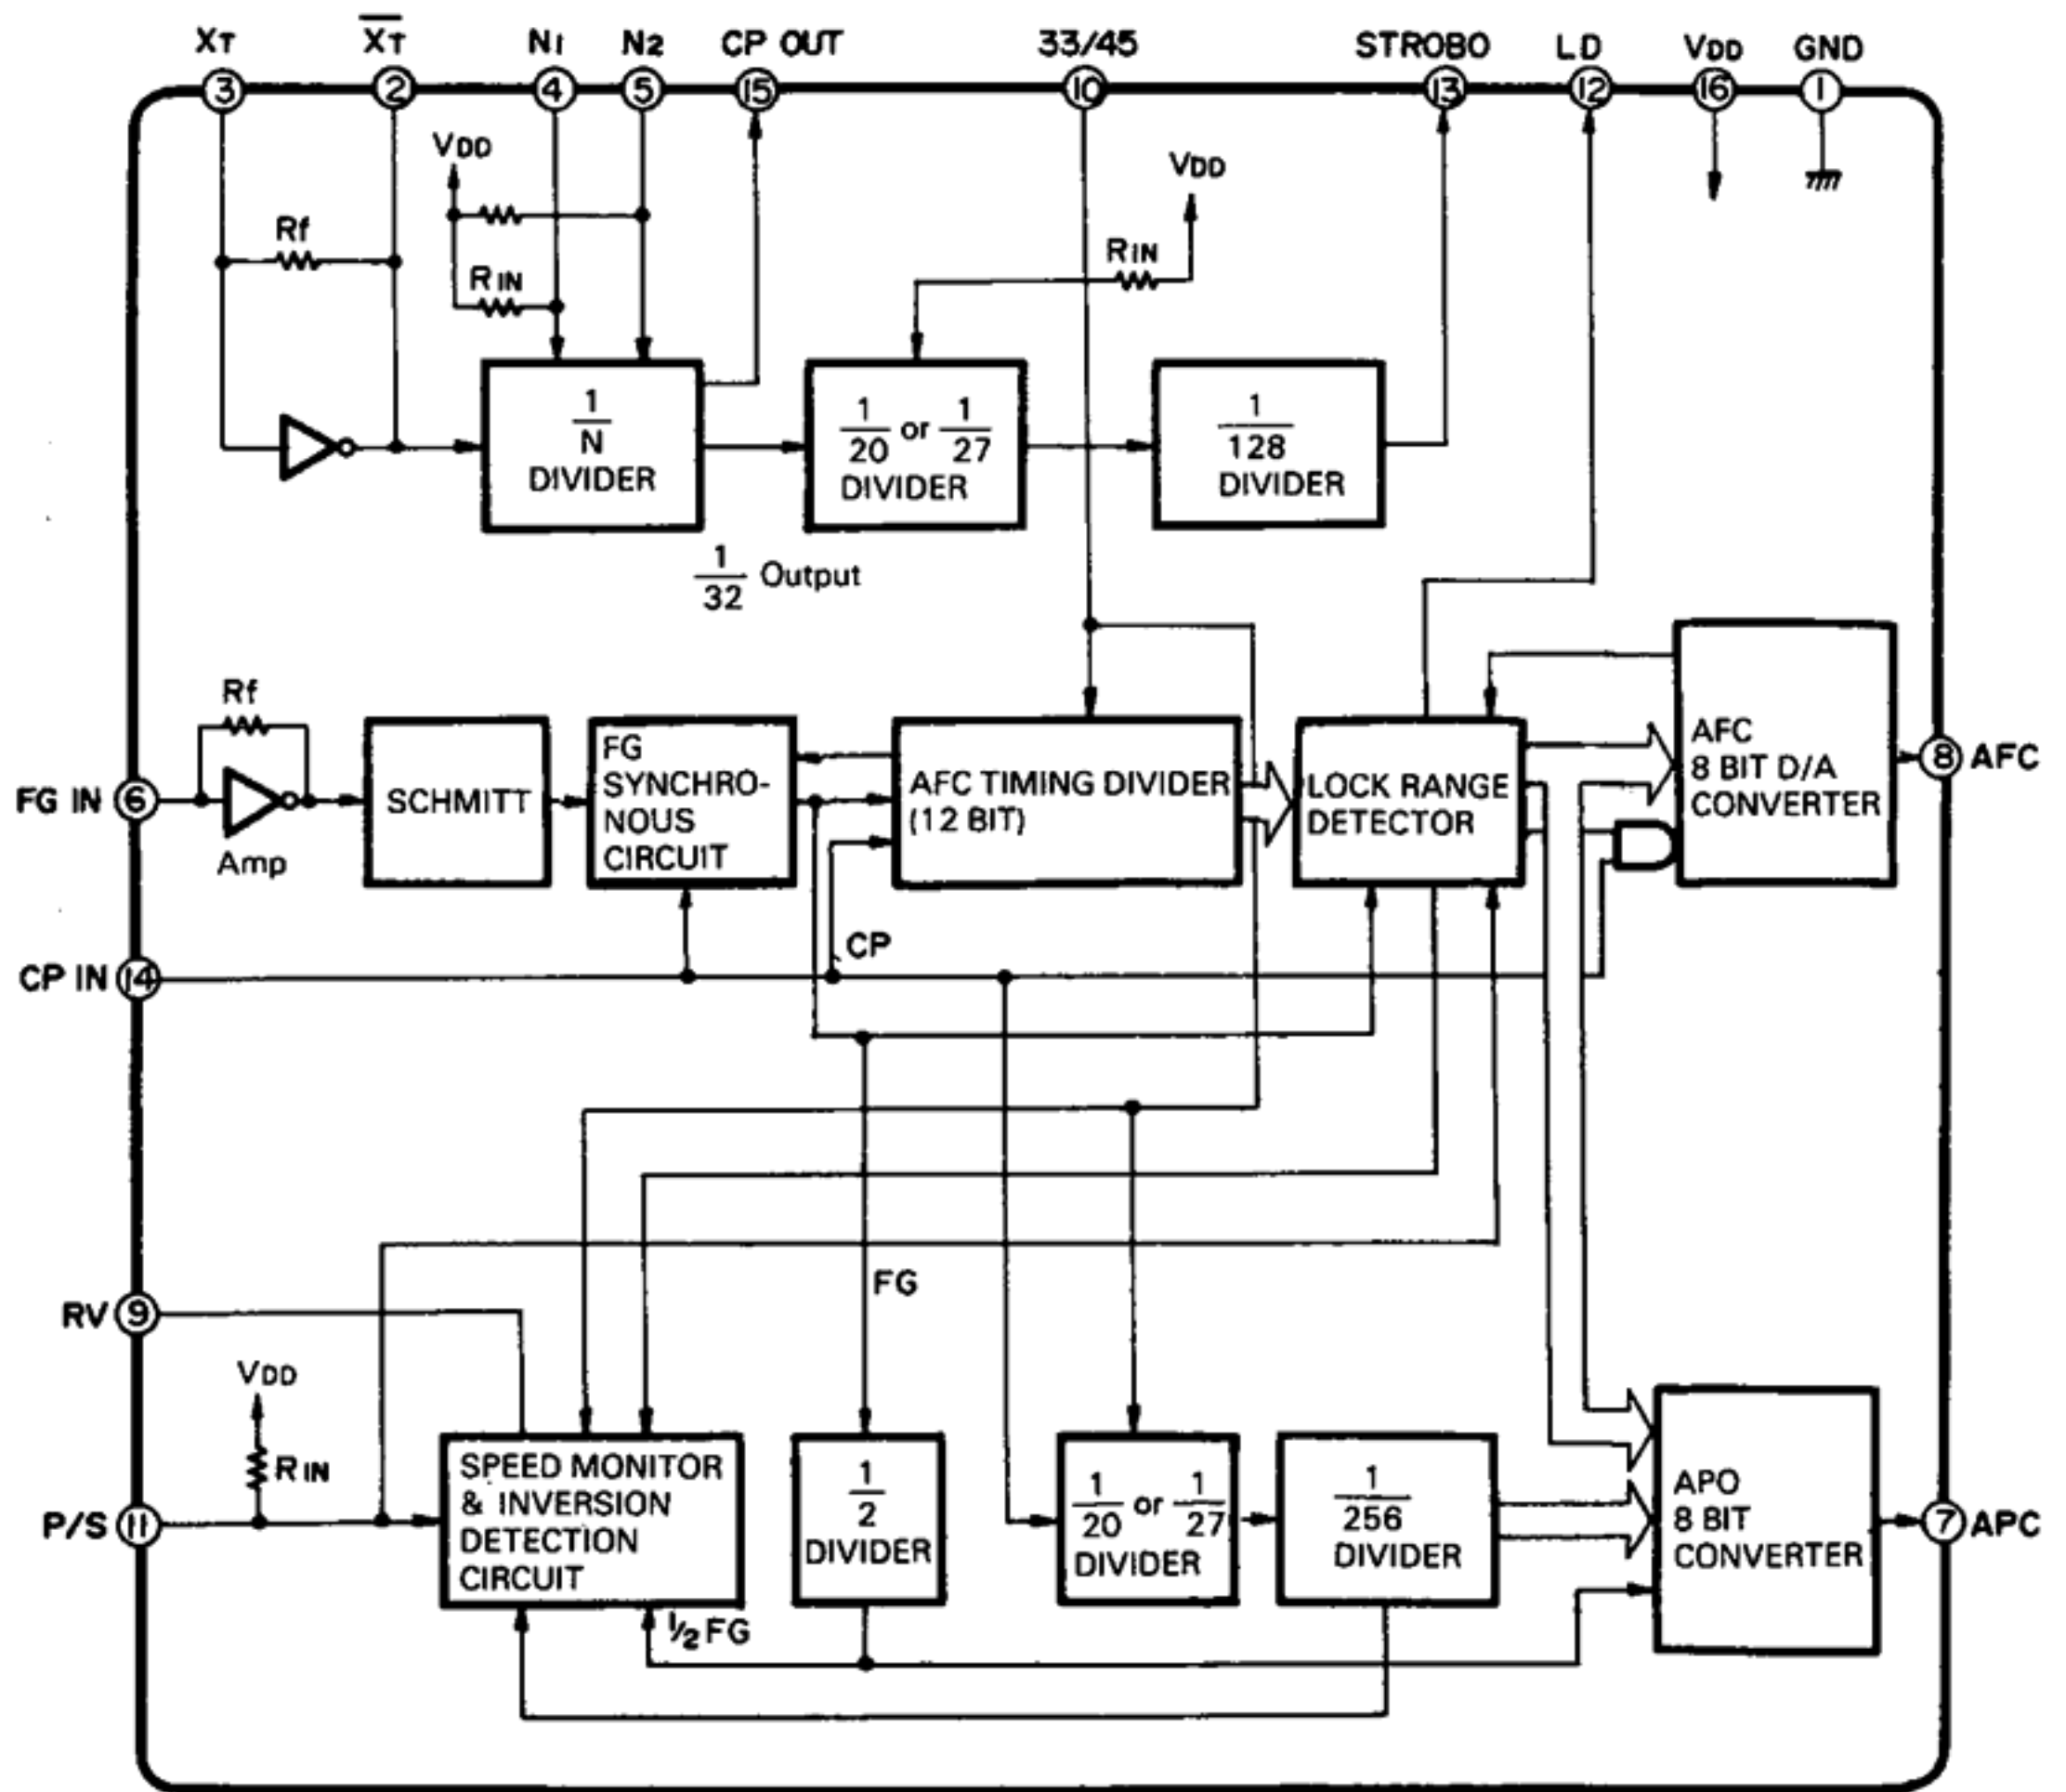 XT X̅T̅ N1 N2 CP OUT 33/45 STROBO LD VDD GND
3 2 4 5 15 10 13 12 16 1
VDD
VDD
Rf
RIN
RIN
1/N
DIVIDER
1/20 or 1/27
DIVIDER
1/128
DIVIDER
1/32 Output
Rf
FG IN 6
Amp
SCHMITT
FG
SYNCHRO-
NOUS
CIRCUIT
AFC TIMING DIVIDER
(12 BIT)
LOCK RANGE
DETECTOR
AFC
8 BIT D/A
CONVERTER
8 AFC
CP
CP IN 14
FG
RV 9
VDD
RIN
P/S 11
SPEED MONITOR
& INVERSION
DETECTION
CIRCUIT
1/2
DIVIDER
1/20 or 1/27
DIVIDER
1/256
DIVIDER
APO
8 BIT
CONVERTER
7 APC
1/2 FG